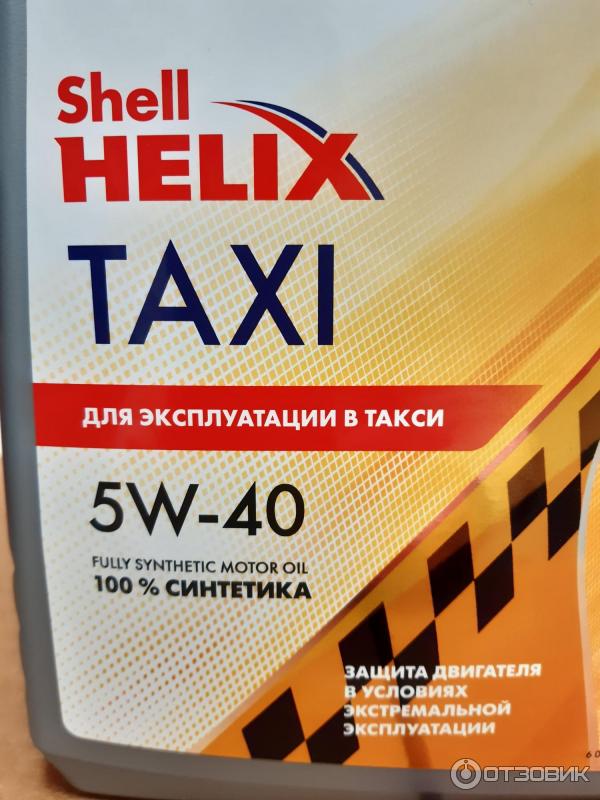 Shell
HELIX
TAXI
ДЛЯ ЭКСПЛУАТАЦИИ В ТАКСИ
5W-40
FULLY SYNTHETIC MOTOR OIL
100 % СИНТЕТИКА
ЗАЩИТА ДВИГАТЕЛЯ
В УСЛОВИЯХ
ЭКСТРЕМАЛЬНОЙ
ЭКСПЛУАТАЦИИ
ОТЗОВИК